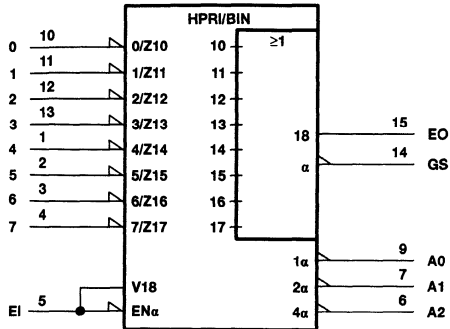 HPRI/BIN
0 10 0/Z10 10 ≥1
1 11 1/Z11 11
2 12 2/Z12 12
3 13 3/Z13 13
4 1 4/Z14 14 18 15 EO
5 2 5/Z15 15 α 14 GS
6 3 6/Z16 16
7 4 7/Z17 17
1α 9 A0
V18 2α 7 A1
EI 5 ENα 4α 6 A2